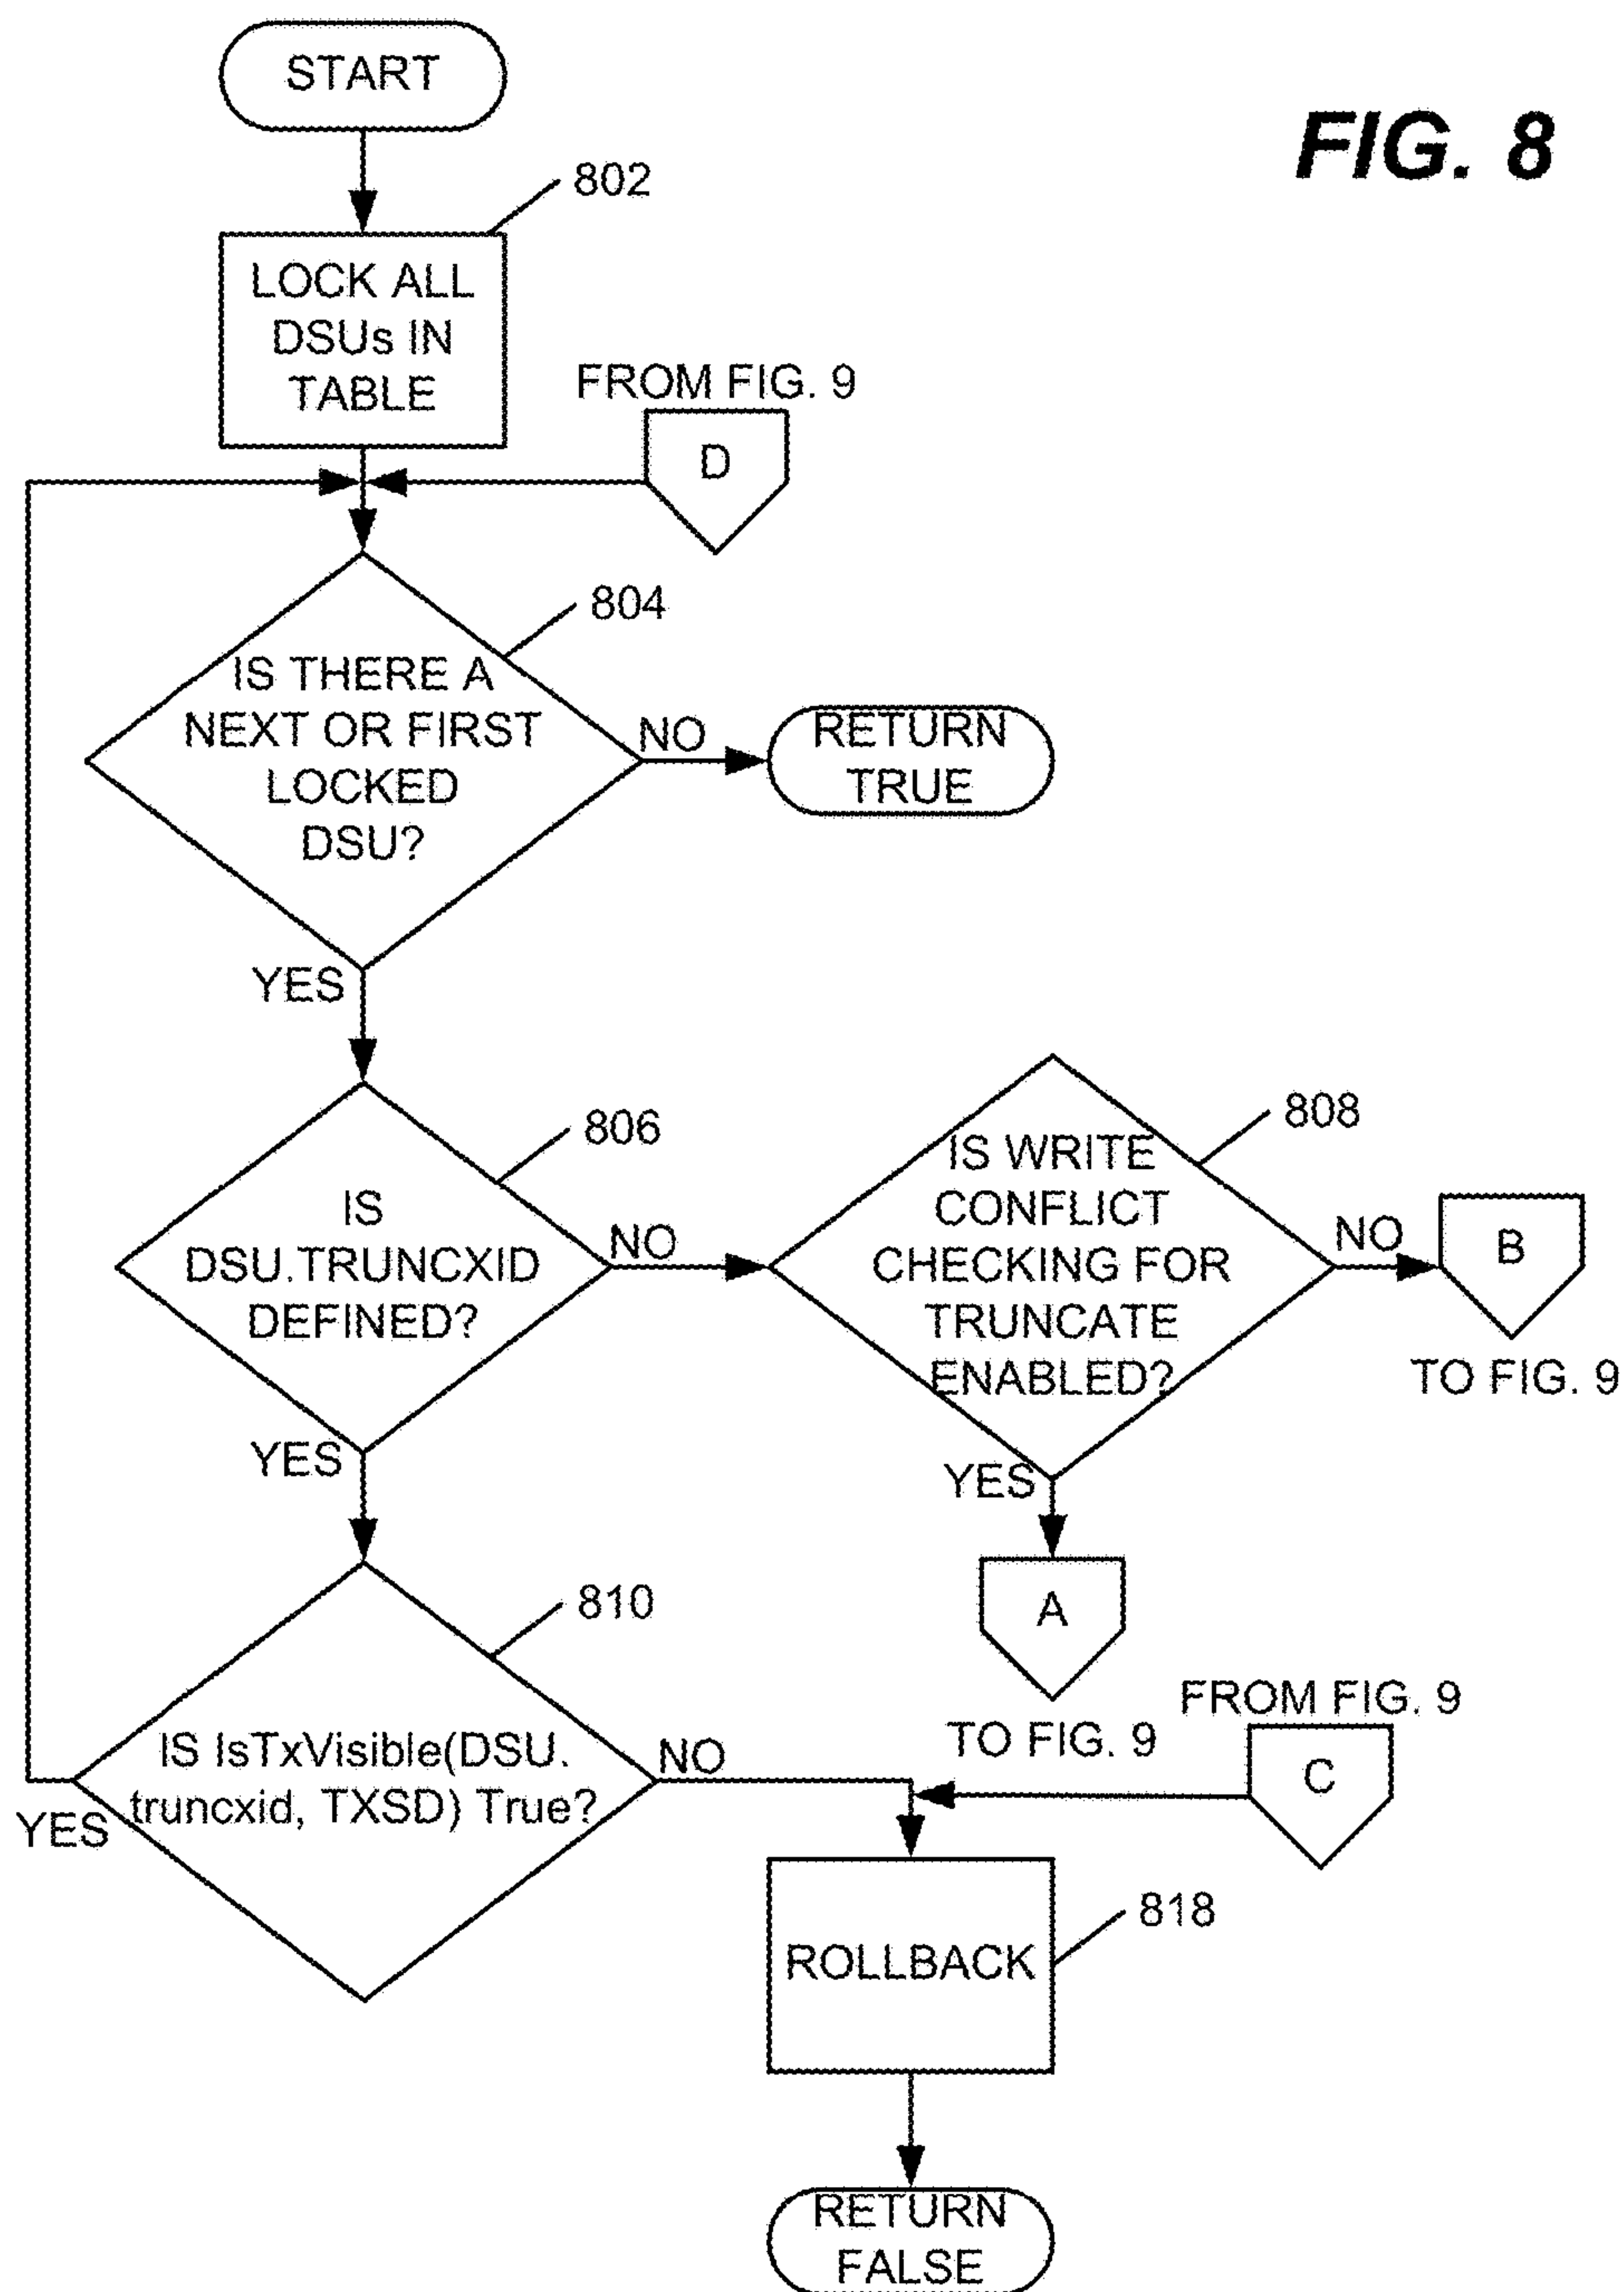 START
FIG. 8
802
LOCK ALL
DSUs IN
TABLE
FROM FIG. 9
D
804
IS THERE A
NEXT OR FIRST
LOCKED
DSU?
NO
RETURN
TRUE
YES
806
IS
DSU.TRUNCXID
DEFINED?
NO
808
IS WRITE
CONFLICT
CHECKING FOR
TRUNCATE
ENABLED?
NO
B
TO FIG. 9
YES
YES
A
TO FIG. 9
810
IS IsTxVisible(DSU.
truncxid, TXSD) True?
NO
YES
FROM FIG. 9
C
818
ROLLBACK
RETURN
FALSE